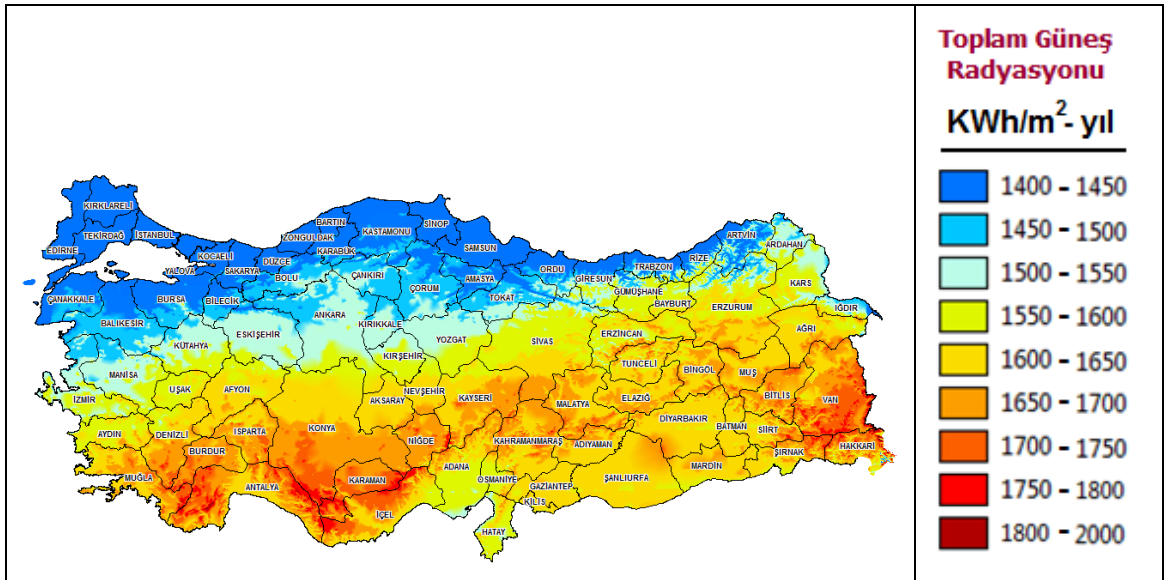 KIRKLARELİ
TEKİRDAĞ
İSTANBUL
EDİRNE
KOCAELİ
YALOVA
SAKARYA
DÜZCE
ZONGULDAK
BARTIN
KARABÜK
KASTAMONU
SİNOP
SAMSUN
BOLU
ÇANKIRI
ÇORUM
AMASYA
TOKAT
ORDU
GİRESUN
TRABZON
RİZE
ARTVİN
ARDAHAN
KARS
GÜMÜŞHANE
BAYBURT
ERZURUM
IĞDIR
AĞRI
ÇANAKKALE
BURSA
BİLECİK
BALIKESİR
KÜTAHYA
ESKİŞEHİR
ANKARA
KIRIKKALE
YOZGAT
SİVAS
ERZİNCAN
TUNCELİ
BİNGÖL
MUŞ
KIRŞEHİR
MANİSA
UŞAK
AFYON
NEVŞEHİR
AKSARAY
KAYSERİ
MALATYA
ELAZIĞ
BİTLİS
VAN
İZMİR
AYDIN
DENİZLİ
ISPARTA
KONYA
NİĞDE
KAHRAMANMARAŞ
ADIYAMAN
DİYARBAKIR
BATMAN
SİİRT
HAKKARİ
ŞIRNAK
BURDUR
MUĞLA
ANTALYA
KARAMAN
İÇEL
ADANA
OSMANİYE
GAZİANTEP
KİLİS
ŞANLIURFA
MARDİN
HATAY
Toplam Güneş
Radyasyonu
KWh/m²- yıl
1400 – 1450
1450 – 1500
1500 – 1550
1550 – 1600
1600 – 1650
1650 – 1700
1700 – 1750
1750 – 1800
1800 – 2000